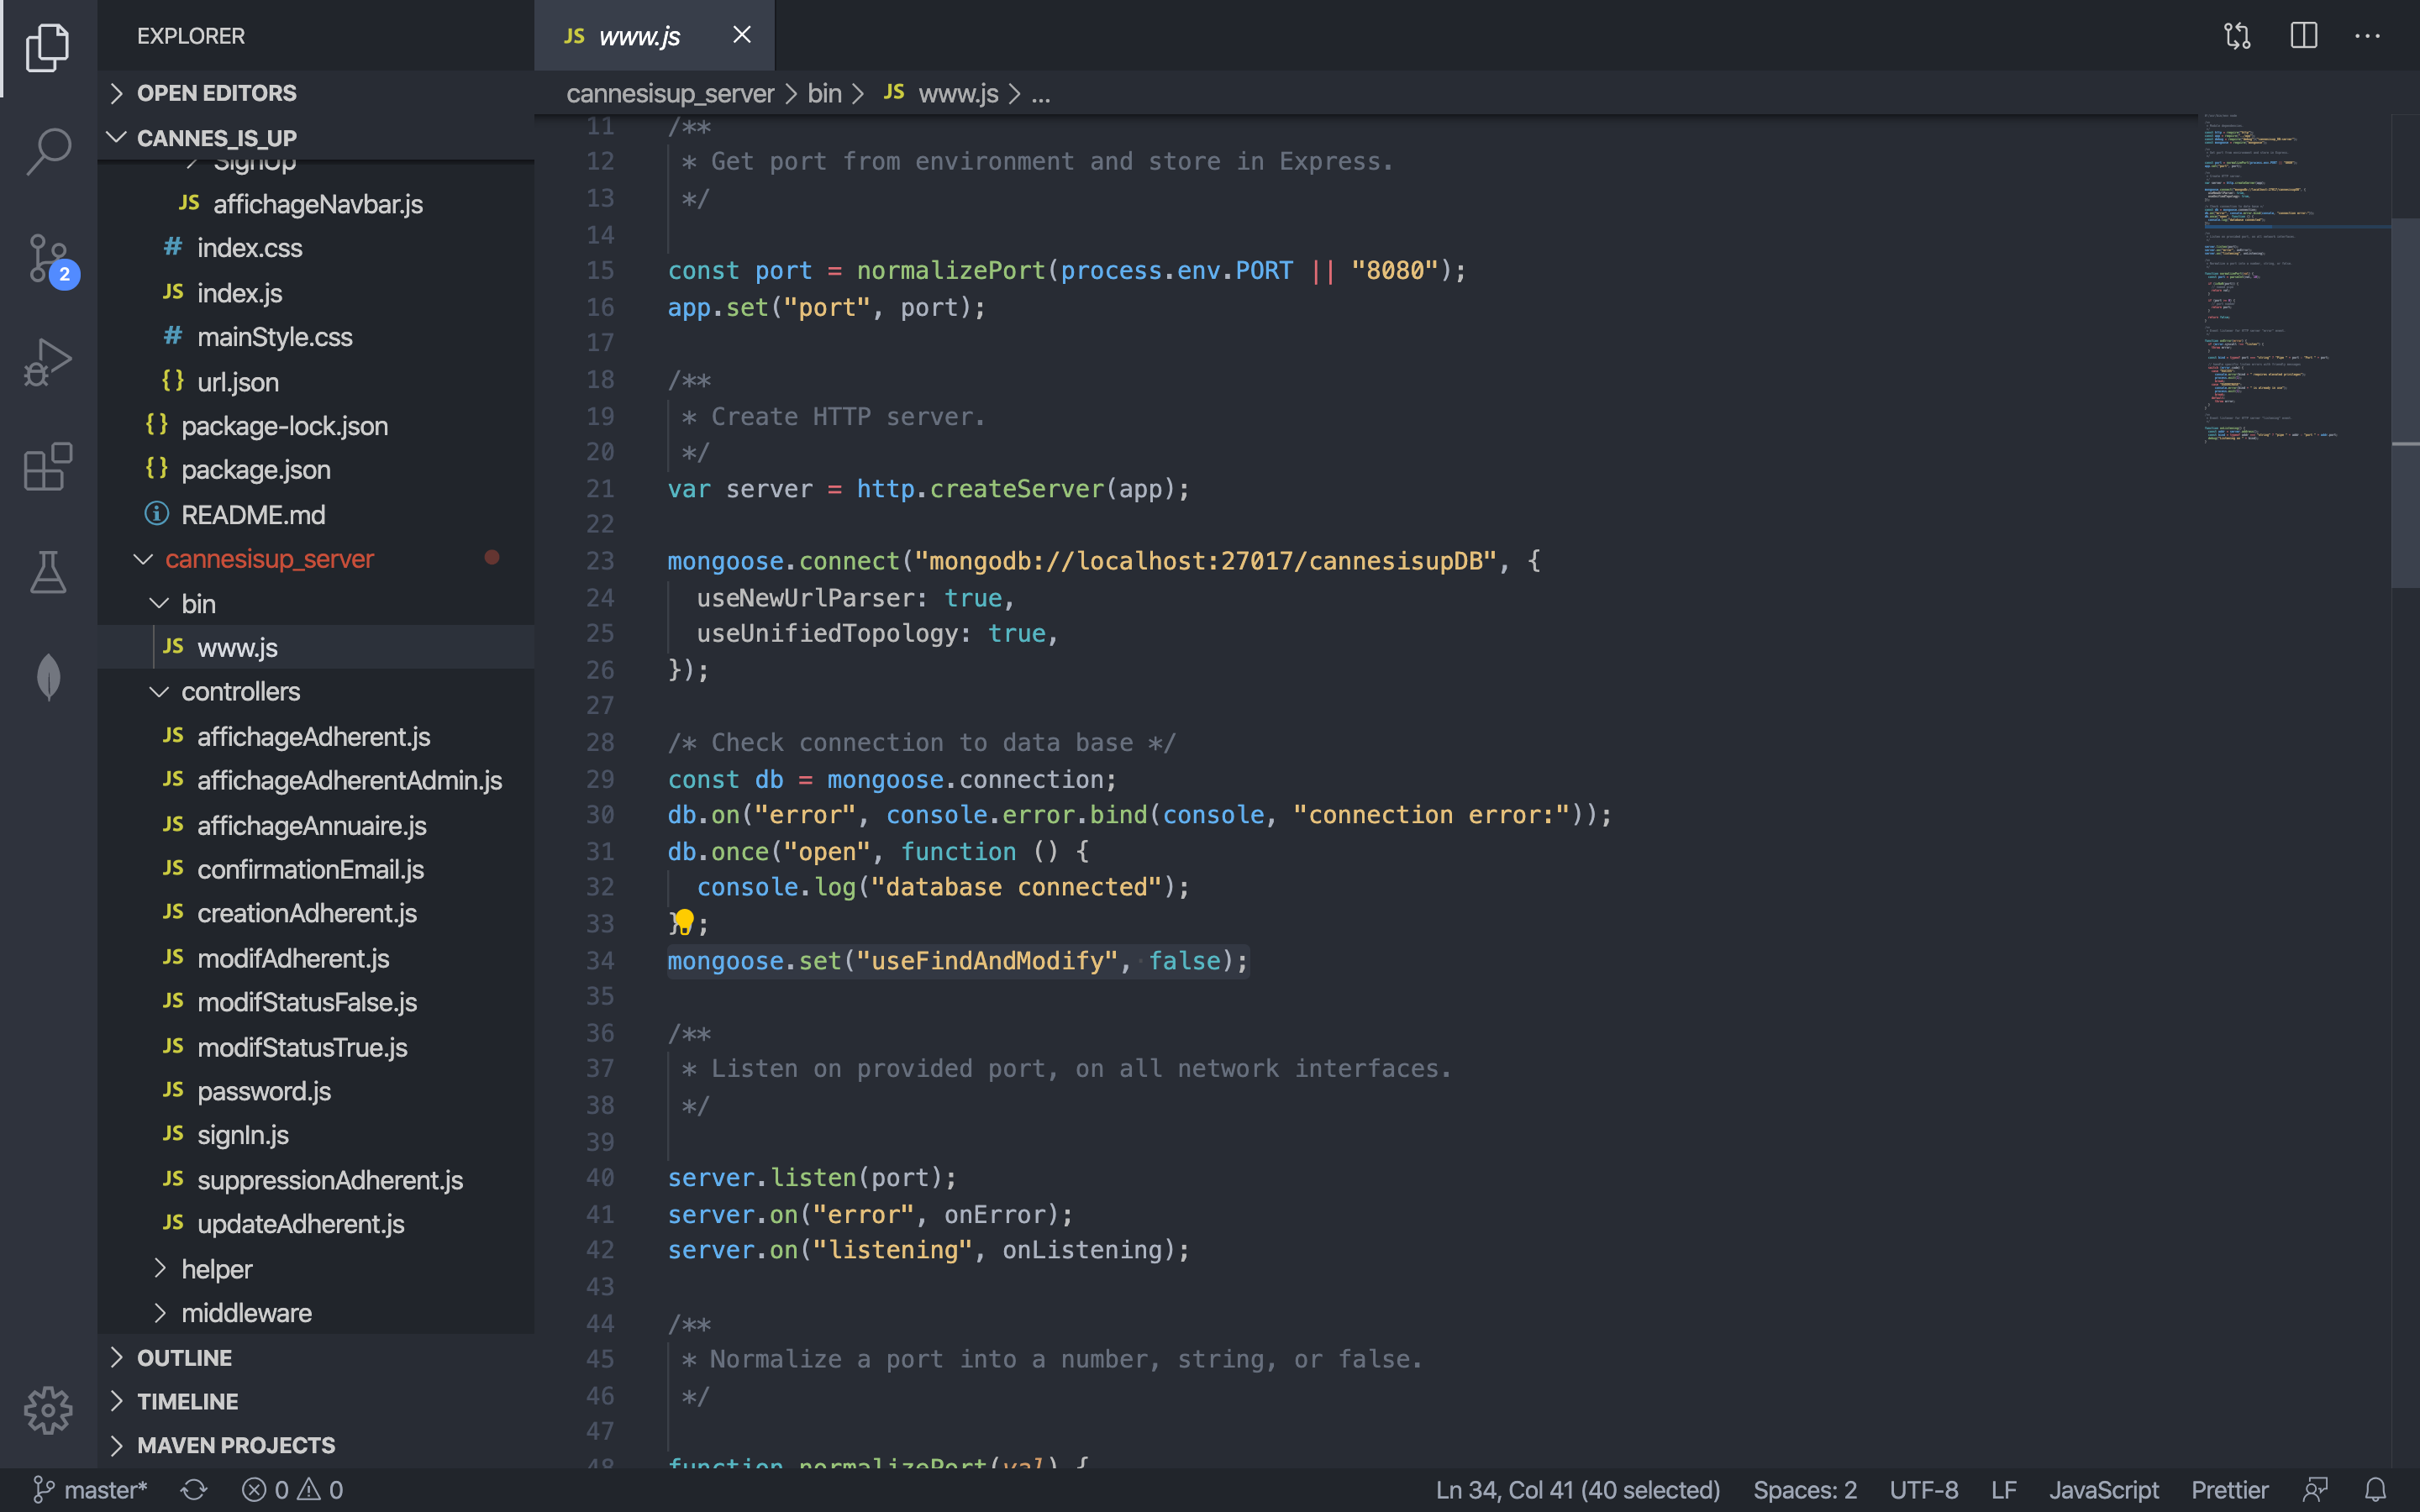 EXPLORER
OPEN EDITORS
CANNES_IS_UP
SignUp
JS affichageNavbar.js
# index.css
JS index.js
# mainStyle.css
{} url.json
{} package-lock.json
{} package.json
README.md
cannesisup_server
bin
JS www.js
controllers
JS affichageAdherent.js
JS affichageAdherentAdmin.js
JS affichageAnnuaire.js
JS confirmationEmail.js
JS creationAdherent.js
JS modifAdherent.js
JS modifStatusFalse.js
JS modifStatusTrue.js
JS password.js
JS signIn.js
JS suppressionAdherent.js
JS updateAdherent.js
helper
middleware
OUTLINE
TIMELINE
MAVEN PROJECTS
2
JS www.js
cannesisup_server > bin > JS www.js > ...
11 /**
12 * Get port from environment and store in Express.
13 */
14
15 const port = normalizePort(process.env.PORT || "8080");
16 app.set("port", port);
17
18 /**
19 * Create HTTP server.
20 */
21 var server = http.createServer(app);
22
23 mongoose.connect("mongodb://localhost:27017/cannesisupDB", {
24 useNewUrlParser: true,
25 useUnifiedTopology: true,
26 });
27
28 /* Check connection to data base */
29 const db = mongoose.connection;
30 db.on("error", console.error.bind(console, "connection error:"));
31 db.once("open", function () {
32 console.log("database connected");
33 };
34 mongoose.set("useFindAndModify", false);
35
36 /**
37 * Listen on provided port, on all network interfaces.
38 */
39
40 server.listen(port);
41 server.on("error", onError);
42 server.on("listening", onListening);
43
44 /**
45 * Normalize a port into a number, string, or false.
46 */
47
48 function normalizePort(val) {
master* 0 0 Ln 34, Col 41 (40 selected) Spaces: 2 UTF-8 LF JavaScript Prettier